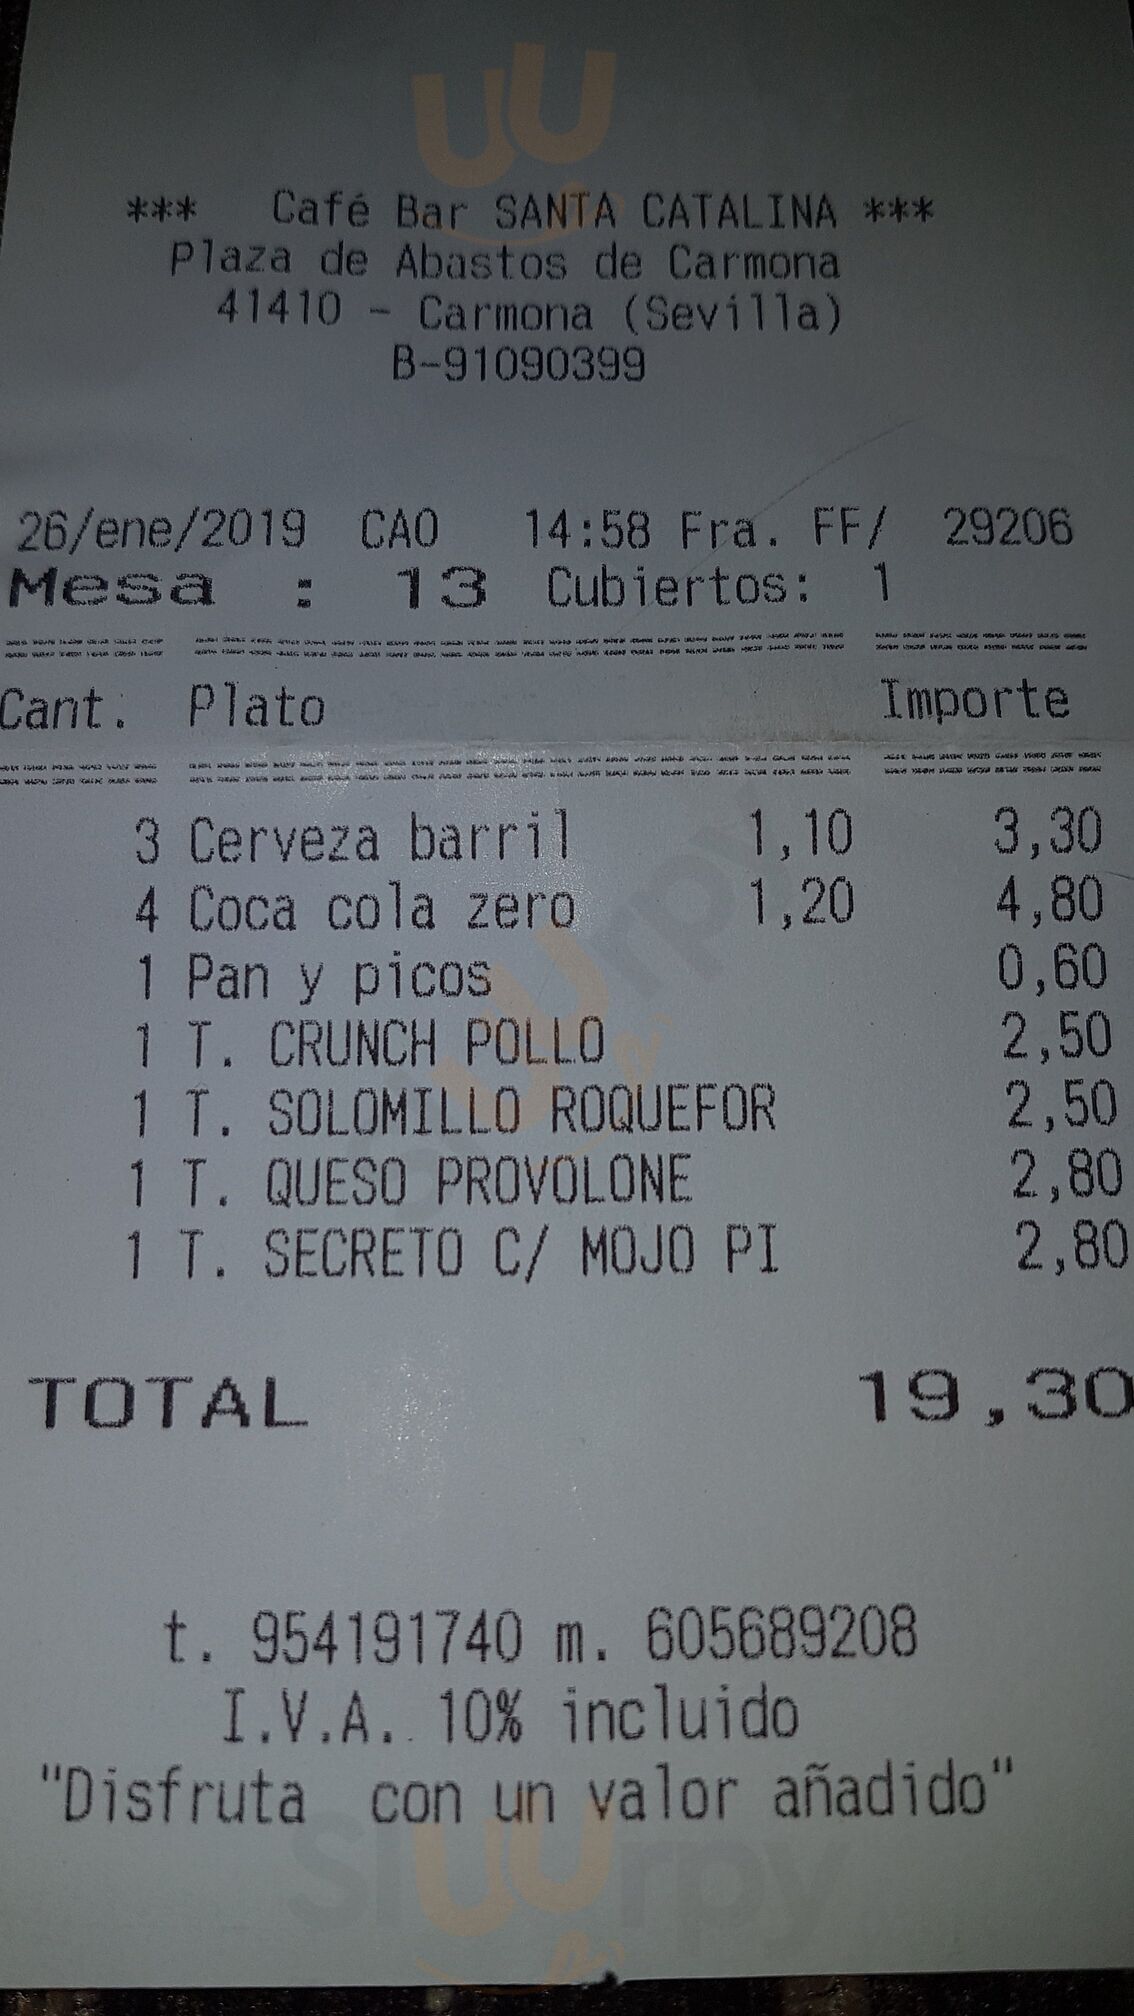 *** Café Bar SANTA CATALINA ***
Plaza de Abastos de Carmona
41410 - Carmona (Sevilla)
B-91090399
26/ene/2019 CAO 14:58 Fra. FF/ 29206
Mesa : 13 Cubiertos: 1
Cant. Plato Importe
3 Cerveza barril 1,10 3,30
4 Coca cola zero 1,20 4,80
1 Pan y picos 0,60
1 T. CRUNCH POLLO 2,50
1 T. SOLOMILLO ROQUEFOR 2,50
1 T. QUESO PROVOLONE 2,80
1 T. SECRETO C/ MOJO PI 2,80
TOTAL 19,30
t. 954191740 m. 605689208
I.V.A. 10% incluido
"Disfruta con un valor añadido"
Sluurpy